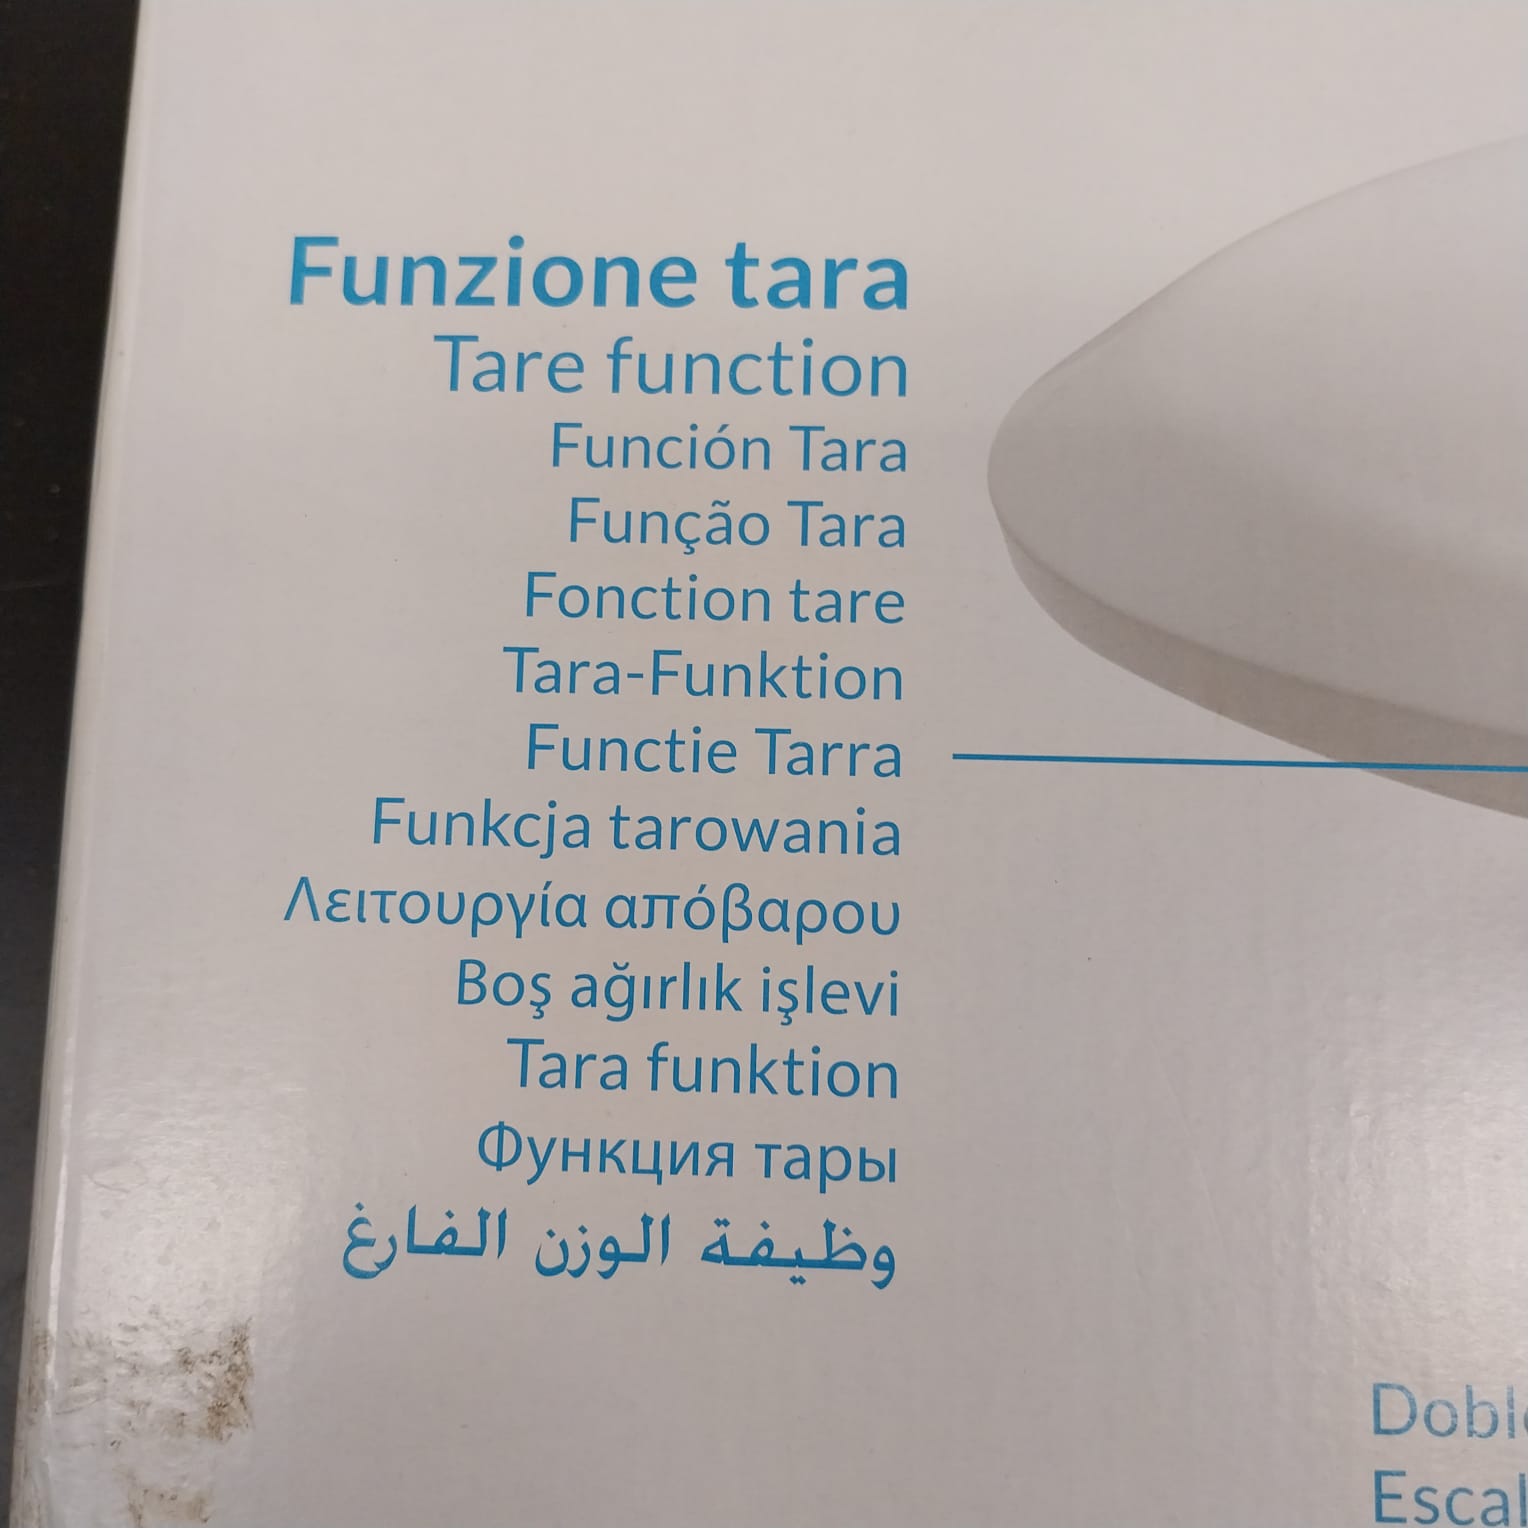 Funzione tara
Tare function
Función Tara
Função Tara
Fonction tare
Tara-Funktion
Functie Tarra
Funkcja tarowania
Λειτουργία απόβαρου
Boş ağırlık işlevi
Tara funktion
Функция тары
وظيفة الوزن الفارغ